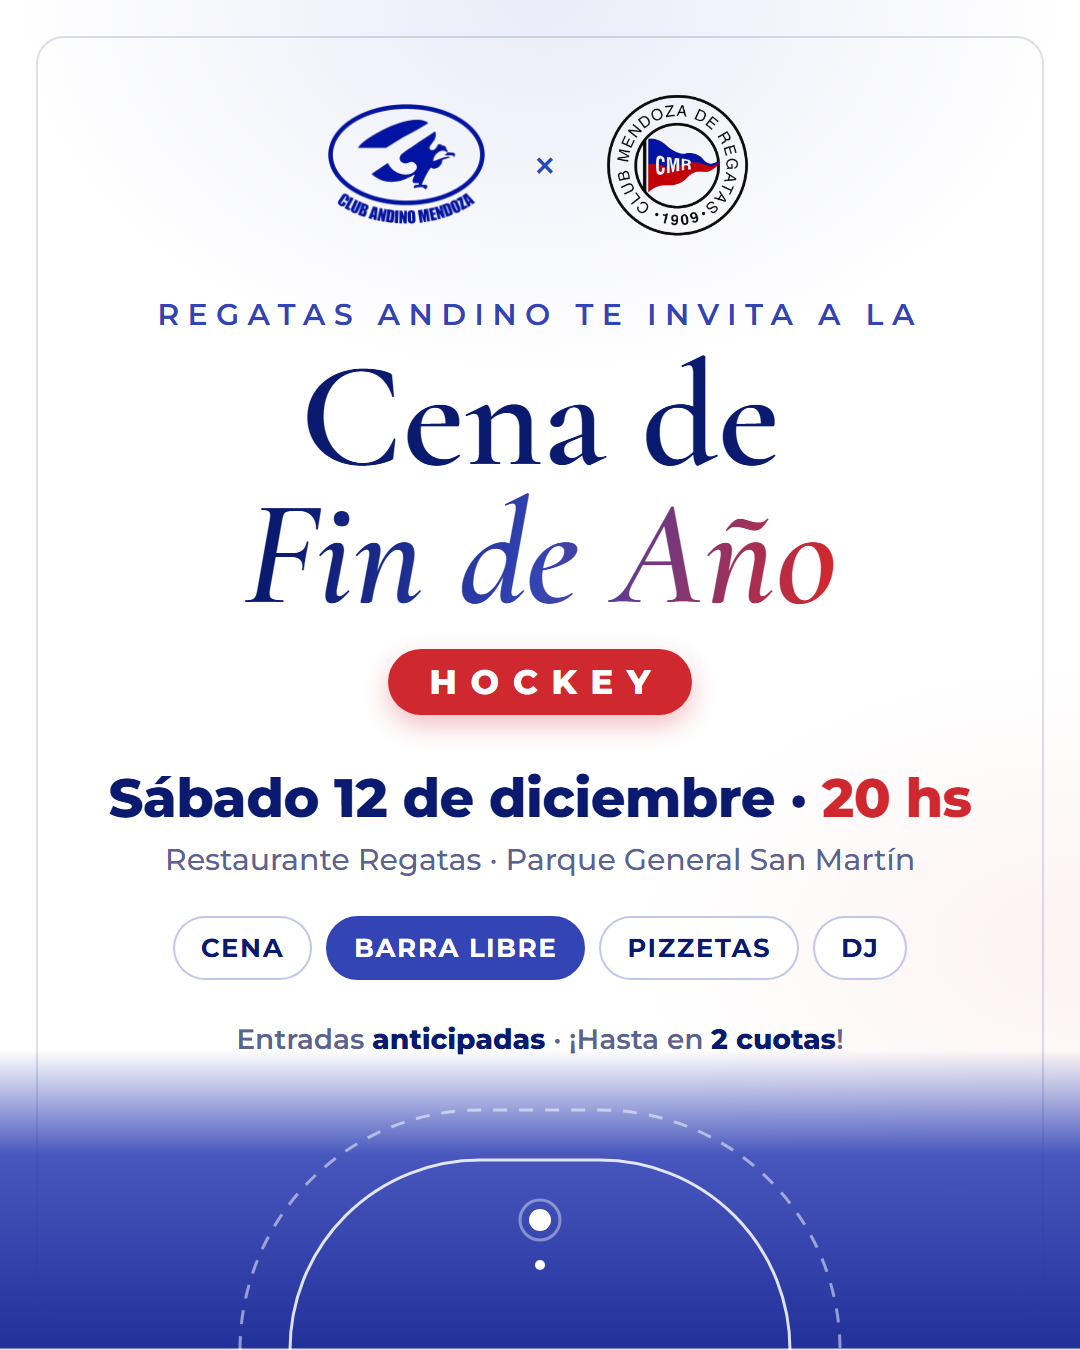 CLUB ANDINO MENDOZA
×
CLUB MENDOZA DE REGATAS
CMR
·1909·
REGATAS ANDINO TE INVITA A LA
Cena de
Fin de Año
HOCKEY
Sábado 12 de diciembre · 20 hs
Restaurante Regatas · Parque General San Martín
CENA
BARRA LIBRE
PIZZETAS
DJ
Entradas anticipadas · ¡Hasta en 2 cuotas!